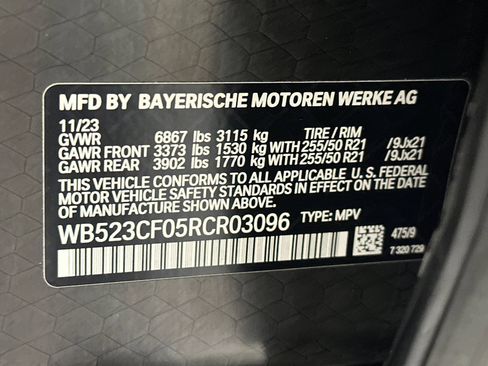 MFD BY BAYERISCHE MOTOREN WERKE AG
11/23
GVWR 6867 lbs 3115 kg TIRE / RIM
GAWR FRONT 3373 lbs 1530 kg WITH 255/50 R21 /9Jx21
GAWR REAR 3902 lbs 1770 kg WITH 255/50 R21 /9Jx21
THIS VEHICLE CONFORMS TO ALL APPLICABLE U. S. FEDERAL
MOTOR VEHICLE SAFETY STANDARDS IN EFFECT ON THE DATE OF
MANUFACTURE SHOWN ABOVE.
WB523CF05RCR03096 TYPE: MPV
475/9
7 320 729